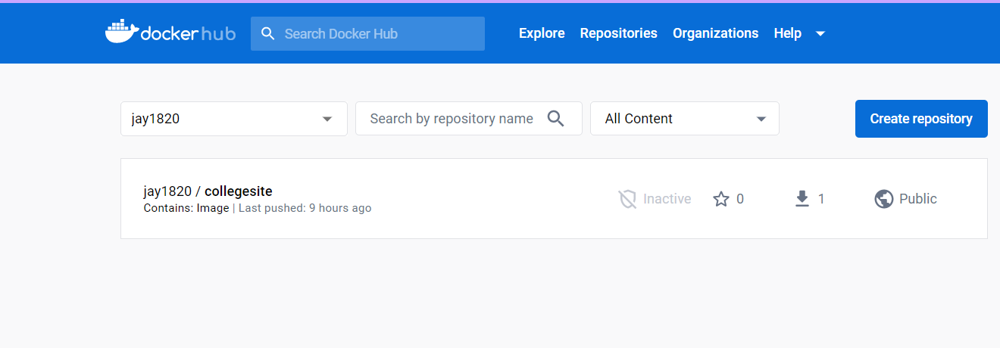 docker hub Search Docker Hub Explore Repositories Organizations Help
jay1820 Search by repository name All Content Create repository
jay1820 / collegesite
Contains: Image | Last pushed: 9 hours ago
Inactive 0 1 Public